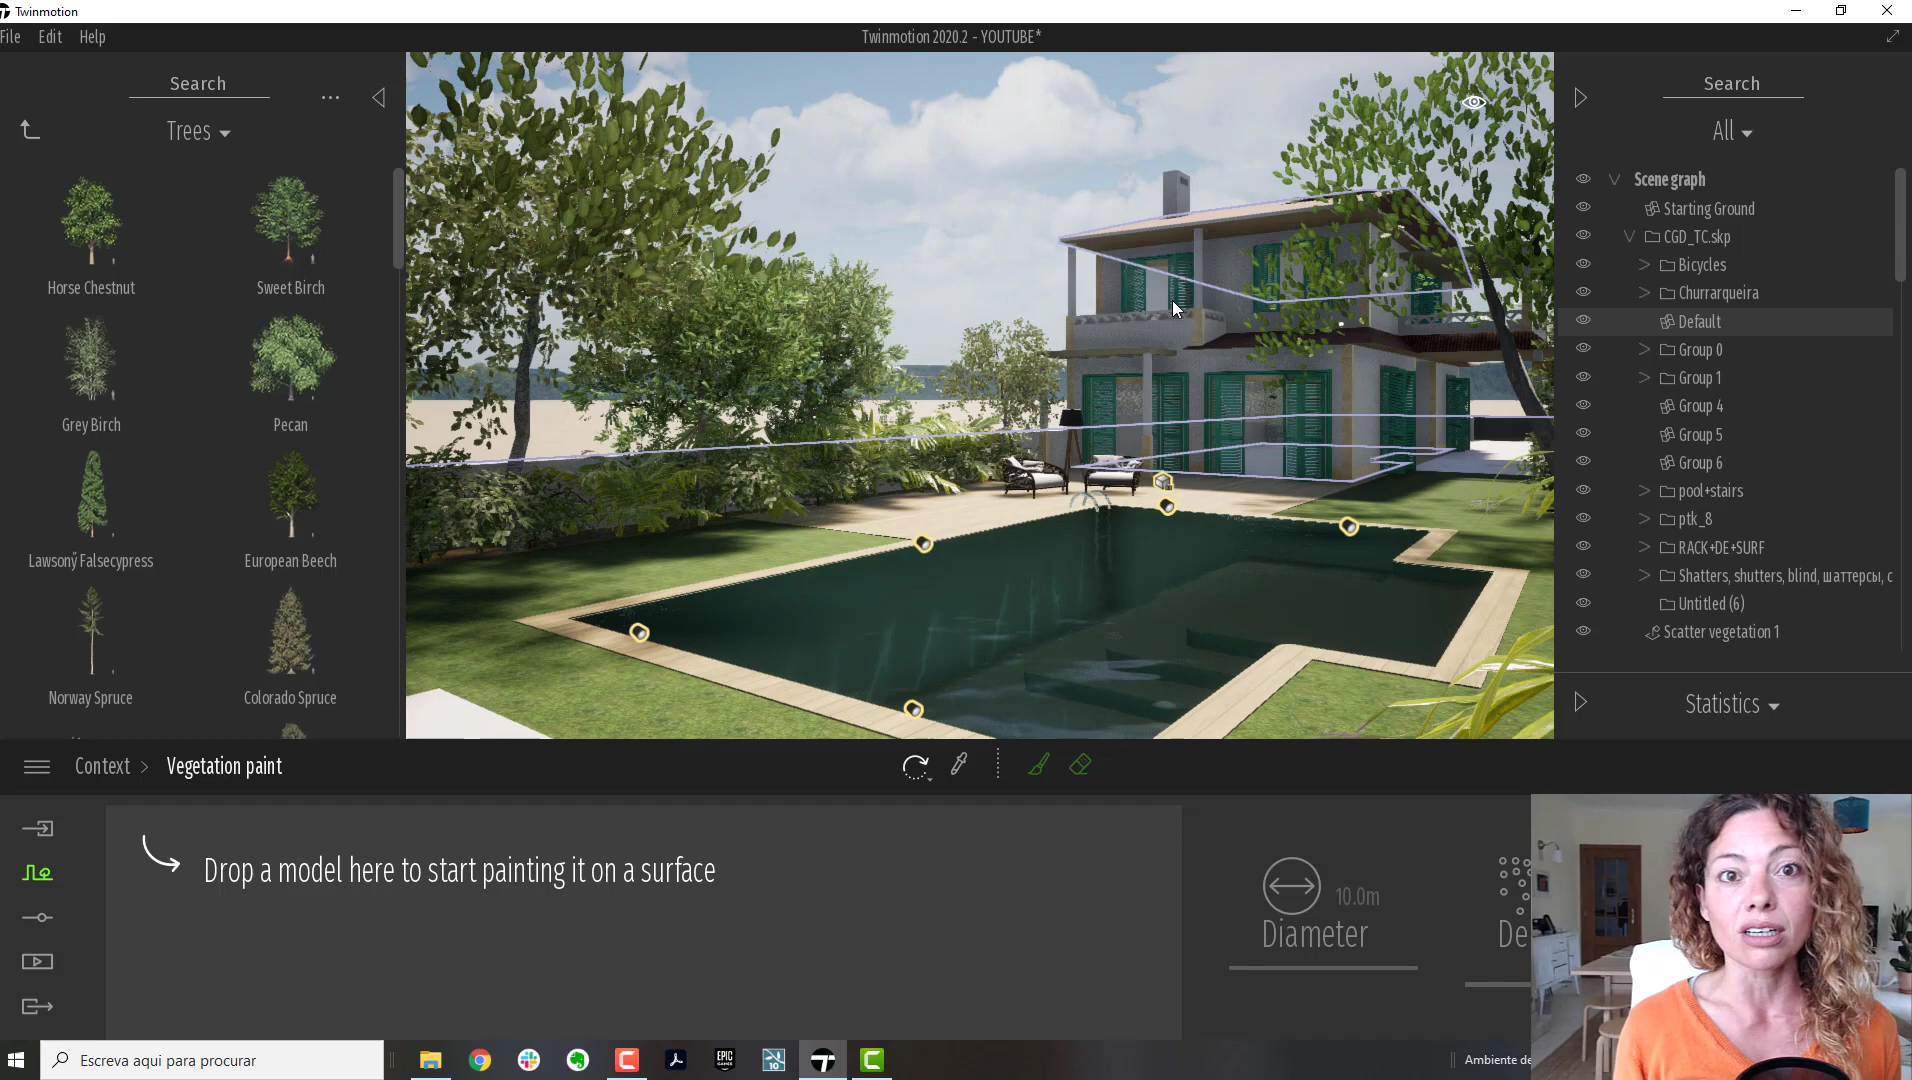 Twinmotion
File Edit Help
Twinmotion 2020.2 - YOUTUBE*
Search
...
Trees
Horse Chestnut
Sweet Birch
Grey Birch
Pecan
Lawsony Falsecypress
European Beech
Norway Spruce
Colorado Spruce
Search
All
Scene graph
Starting Ground
CGD_TC.skp
Bicycles
Churrarqueira
Default
Group 0
Group 1
Group 4
Group 5
Group 6
pool+stairs
ptk_8
RACK+DE+SURF
Shatters, shutters, blind, шаттерсы, с
Untitled (6)
Scatter vegetation 1
Statistics
Context > Vegetation paint
Drop a model here to start painting it on a surface
10.0m
Diameter
De
Escreva aqui para procurar
EPIC GAMES
10
Ambiente de